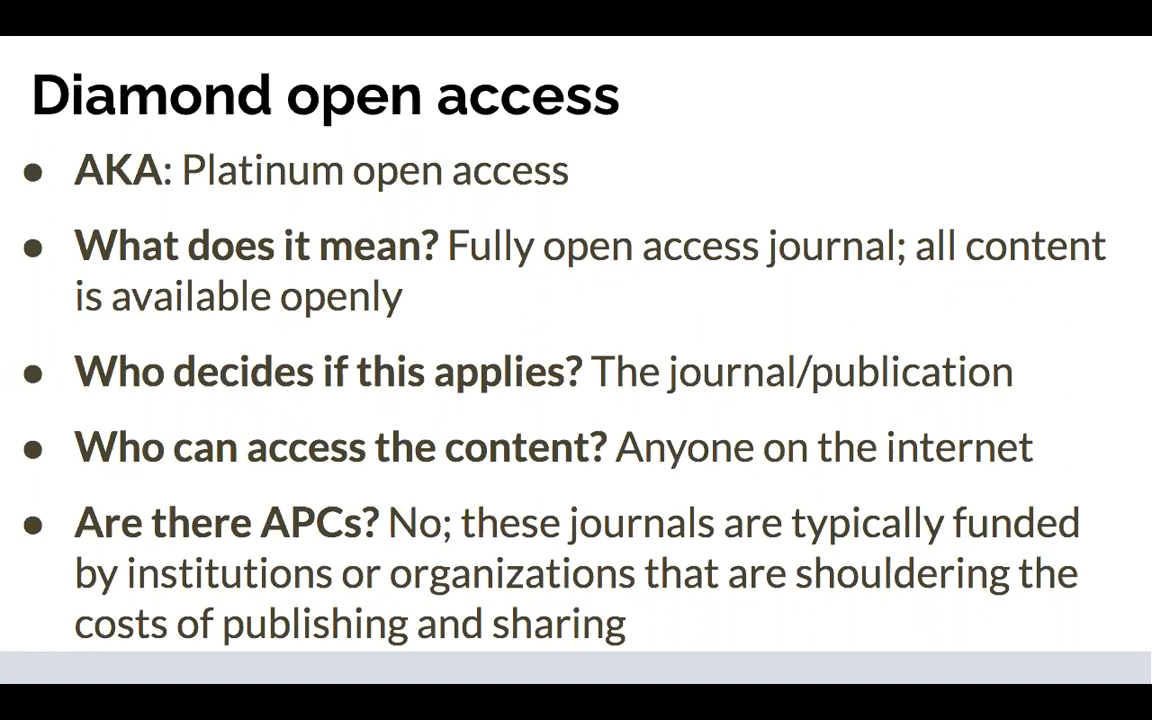 Diamond open access
● AKA: Platinum open access
● What does it mean? Fully open access journal; all content
is available openly
● Who decides if this applies? The journal/publication
● Who can access the content? Anyone on the internet
● Are there APCs? No; these journals are typically funded
by institutions or organizations that are shouldering the
costs of publishing and sharing